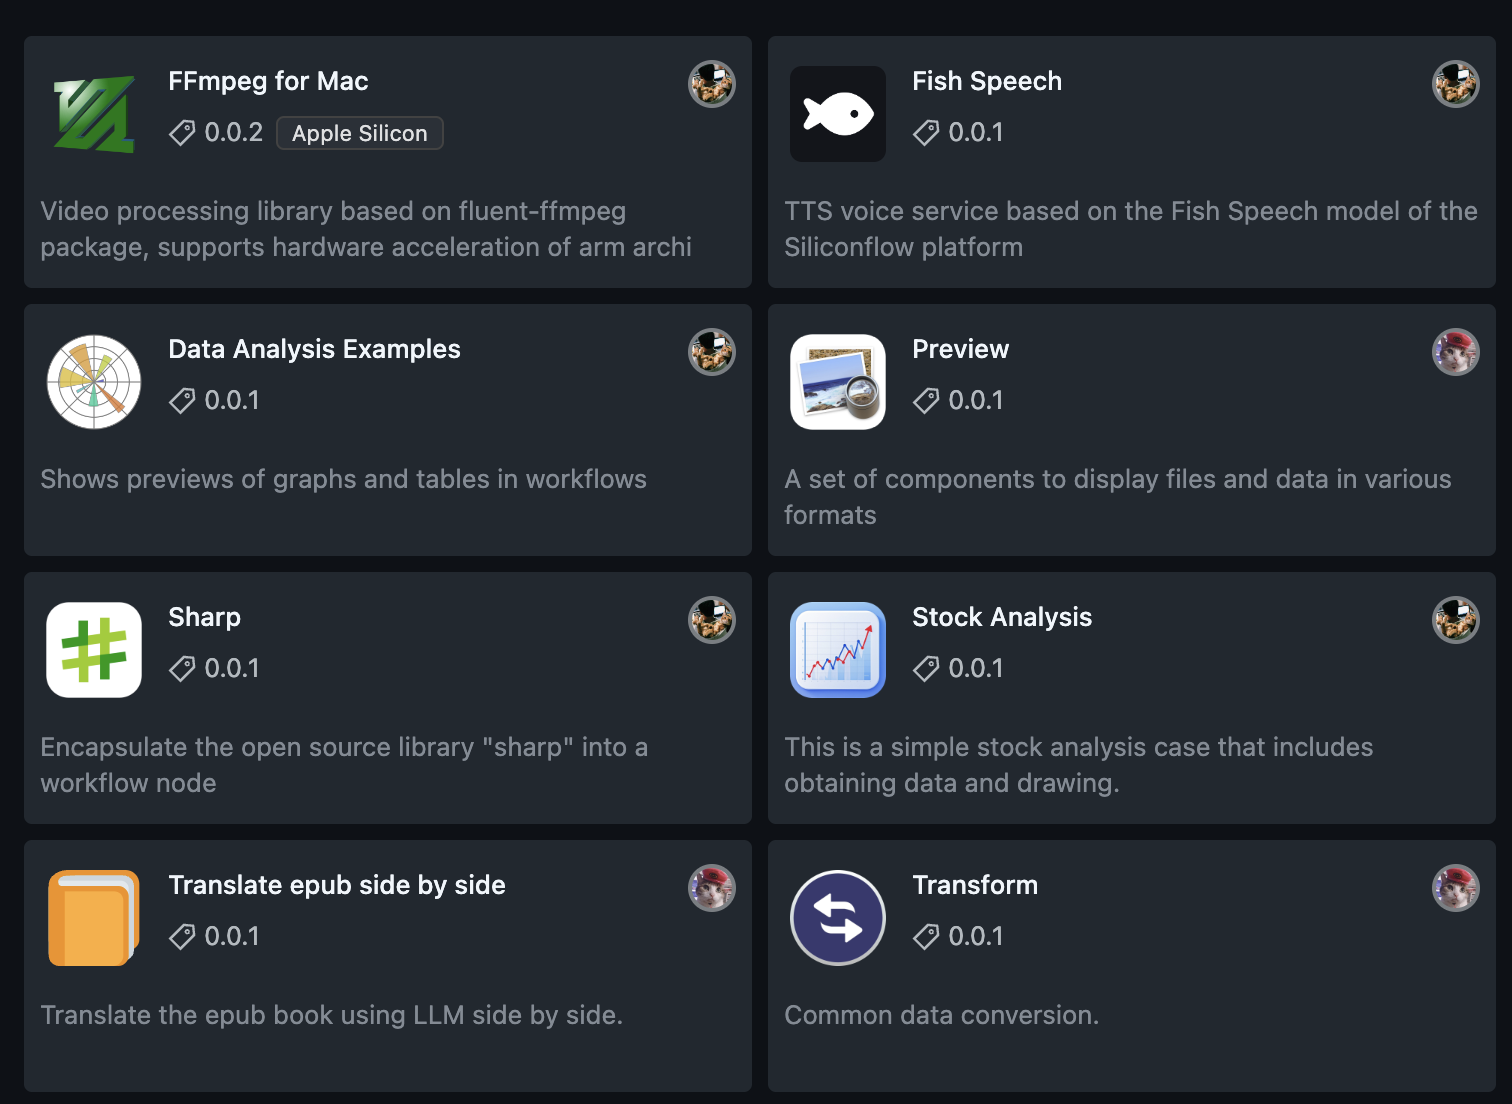 FFmpeg for Mac
0.0.2 Apple Silicon
Video processing library based on fluent-ffmpeg
package, supports hardware acceleration of arm archi
Fish Speech
0.0.1
TTS voice service based on the Fish Speech model of the
Siliconflow platform
Data Analysis Examples
0.0.1
Shows previews of graphs and tables in workflows
Preview
0.0.1
A set of components to display files and data in various
formats
Sharp
0.0.1
Encapsulate the open source library "sharp" into a
workflow node
Stock Analysis
0.0.1
This is a simple stock analysis case that includes
obtaining data and drawing.
Translate epub side by side
0.0.1
Translate the epub book using LLM side by side.
Transform
0.0.1
Common data conversion.